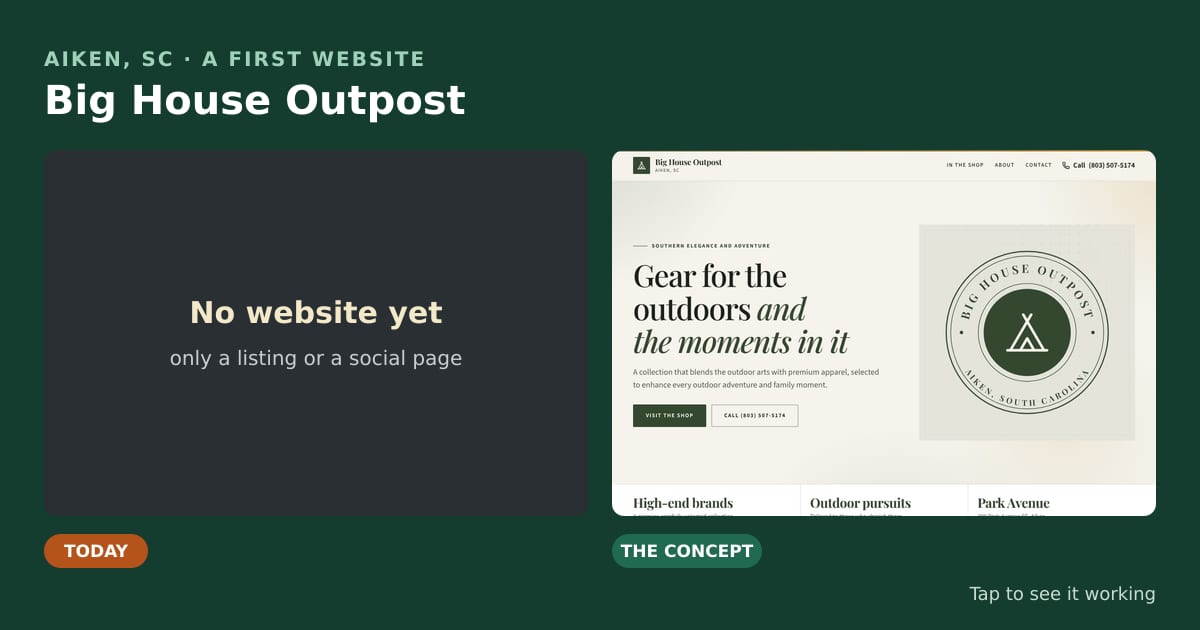 AIKEN, SC · A FIRST WEBSITE
Big House Outpost
No website yet
only a listing or a social page
TODAY
Big House Outpost
AIKEN, SC
IN THE SHOP
ABOUT
CONTACT
Call (803) 507-5174
SOUTHERN ELEGANCE AND ADVENTURE
Gear for the
outdoors and
the moments in it
A collection that blends the outdoor arts with premium apparel, selected
to enhance every outdoor adventure and family moment.
VISIT THE SHOP
CALL (803) 507-5174
BIG HOUSE OUTPOST
AIKEN, SOUTH CAROLINA
High-end brands
Outdoor pursuits
Park Avenue
THE CONCEPT
Tap to see it working